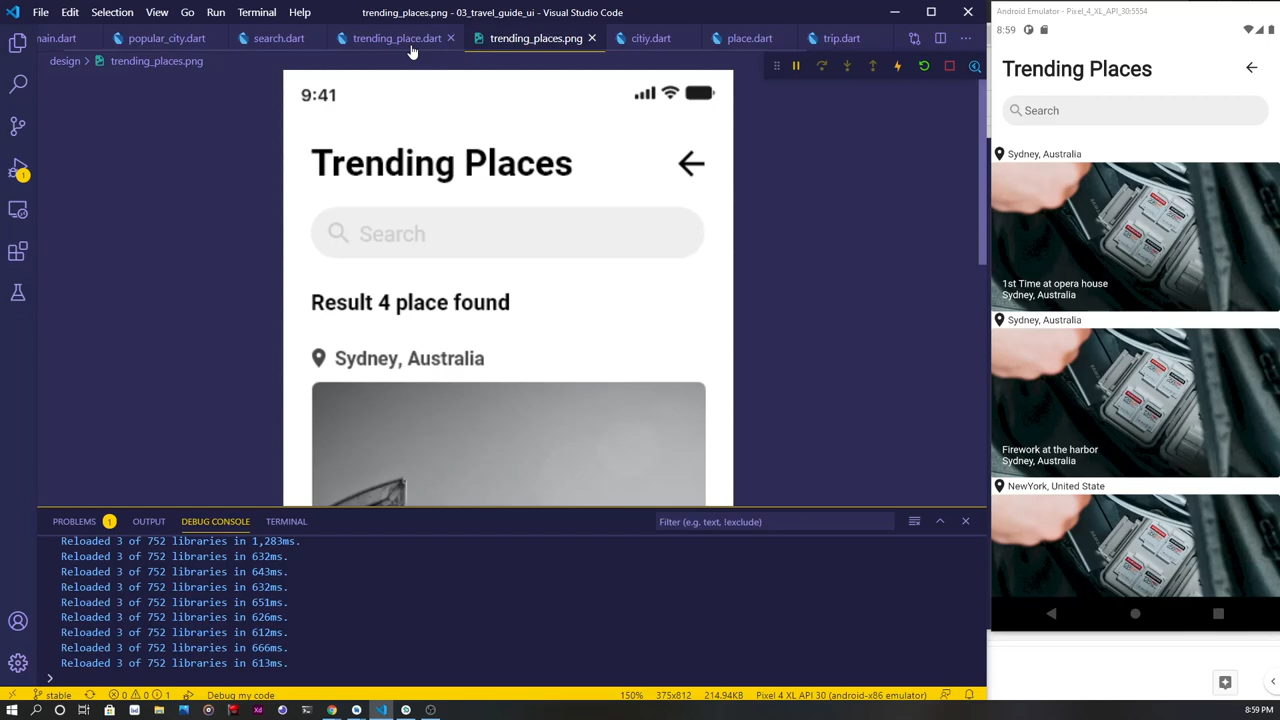 File Edit Selection View Go Run Terminal Help
trending_places.png - 03_travel_guide_ui - Visual Studio Code
popular_city.dart trending_place.dart trending_places.png citiy.dart place.dart trip.dart
design > trending_places.png
9:41
Trending Places
Search
Result 4 place found
Sydney, Australia
PROBLEMS 1 OUTPUT DEBUG CONSOLE TERMINAL
Filter (e.g. text, !exclude)
Reloaded 3 of 752 libraries in 1,283ms.
Reloaded 3 of 752 libraries in 632ms.
Reloaded 3 of 752 libraries in 643ms.
Reloaded 3 of 752 libraries in 632ms.
Reloaded 3 of 752 libraries in 651ms.
Reloaded 3 of 752 libraries in 626ms.
Reloaded 3 of 752 libraries in 612ms.
Reloaded 3 of 752 libraries in 666ms.
Reloaded 3 of 752 libraries in 613ms.
>
stable 0 0 1 Debug my code 150% 375x812 214.94KB Pixel 4 XL API 30 (android-x86 emulator)
Android Emulator - Pixel_4_XL_API_30:5554
8:59
Trending Places
Search
Sydney, Australia
1st Time at opera house
Sydney, Australia
Sydney, Australia
Firework at the harbor
Sydney, Australia
NewYork, United State
8:59 PM